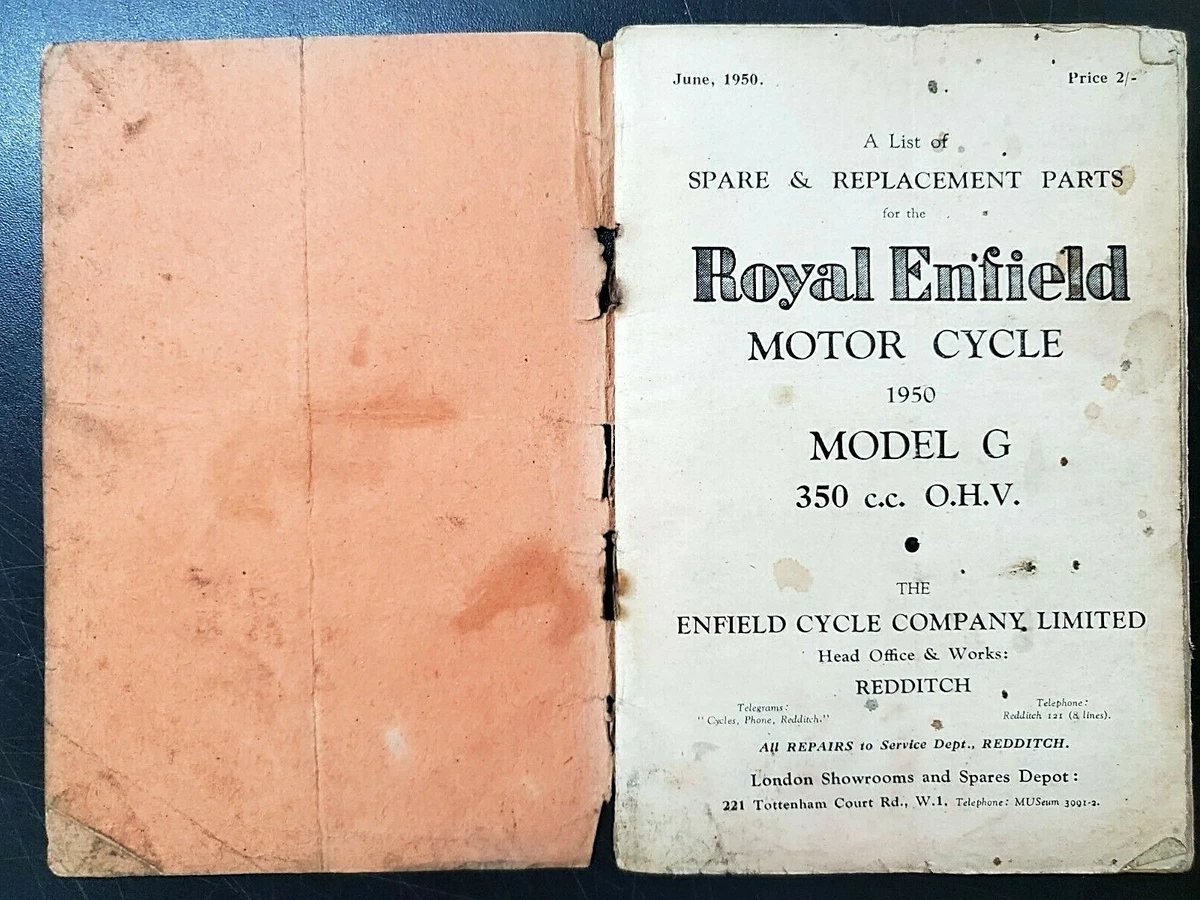 June, 1950. Price 2/-
A List of
SPARE & REPLACEMENT PARTS
for the
Royal Enfield
MOTOR CYCLE
1950
MODEL G
350 c.c. O.H.V.
THE
ENFIELD CYCLE COMPANY LIMITED
Head Office & Works:
REDDITCH
Telegrams: Telephone:
"Cycles, Phone, Redditch." Redditch 121 (8 lines).
All REPAIRS to Service Dept., REDDITCH.
London Showrooms and Spares Depot:
221 Tottenham Court Rd., W.1. Telephone: MUSeum 3991-2.